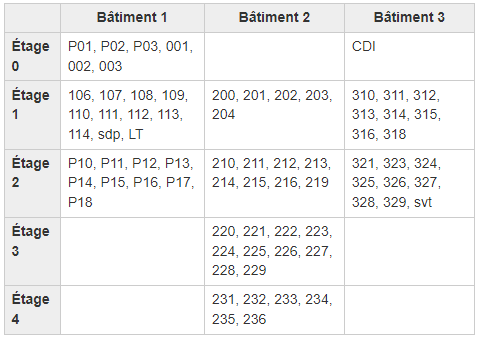 Bâtiment 1 Bâtiment 2 Bâtiment 3
Étage 0
P01, P02, P03, 001,
002, 003
CDI
Étage 1
106, 107, 108, 109,
110, 111, 112, 113,
114, sdp, LT
200, 201, 202, 203,
204
310, 311, 312,
313, 314, 315,
316, 318
Étage 2
P10, P11, P12, P13,
P14, P15, P16, P17,
P18
210, 211, 212, 213,
214, 215, 216, 219
321, 323, 324,
325, 326, 327,
328, 329, svt
Étage 3
220, 221, 222, 223,
224, 225, 226, 227,
228, 229
Étage 4
231, 232, 233, 234,
235, 236